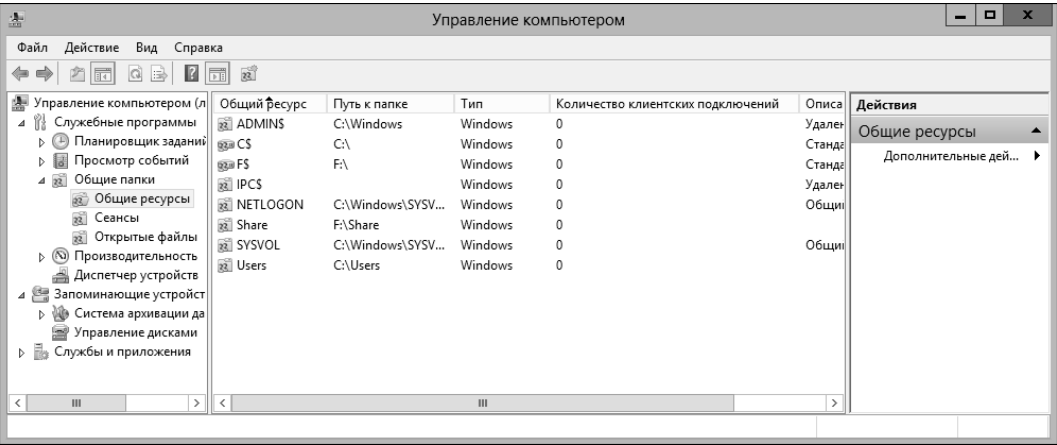 Управление компьютером
Файл Действие Вид Справка
Управление компьютером (л
Служебные программы
Планировщик заданий
Просмотр событий
Общие папки
Общие ресурсы
Сеансы
Открытые файлы
Производительность
Диспетчер устройств
Запоминающие устройст
Система архивации да
Управление дисками
Службы и приложения
Общий ресурс Путь к папке Тип Количество клиентских подключений Описа
ADMIN$ C:\Windows Windows 0 Удален
C$ C:\ Windows 0 Станда
F$ F:\ Windows 0 Станда
IPC$ Windows 0 Удален
NETLOGON C:\Windows\SYSV... Windows 0 Общий
Share F:\Share Windows 0
SYSVOL C:\Windows\SYSV... Windows 0 Общий
Users C:\Users Windows 0
Действия
Общие ресурсы
Дополнительные дей...